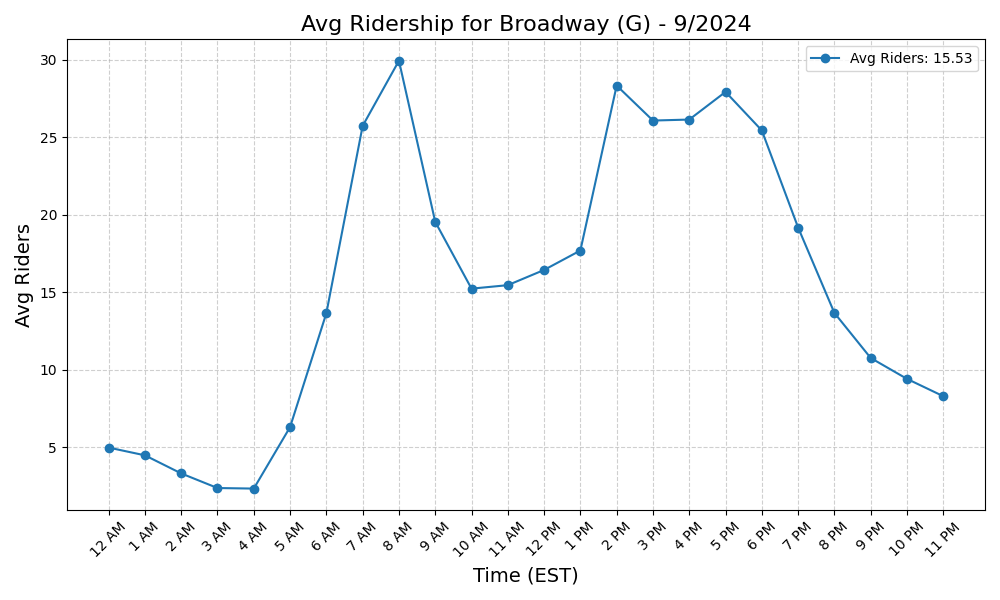 Avg Ridership for Broadway (G) - 9/2024
Avg Riders: 15.53
Avg Riders
30
25
20
15
10
5
12 AM
1 AM
2 AM
3 AM
4 AM
5 AM
6 AM
7 AM
8 AM
9 AM
10 AM
11 AM
12 PM
1 PM
2 PM
3 PM
4 PM
5 PM
6 PM
7 PM
8 PM
9 PM
10 PM
11 PM
Time (EST)